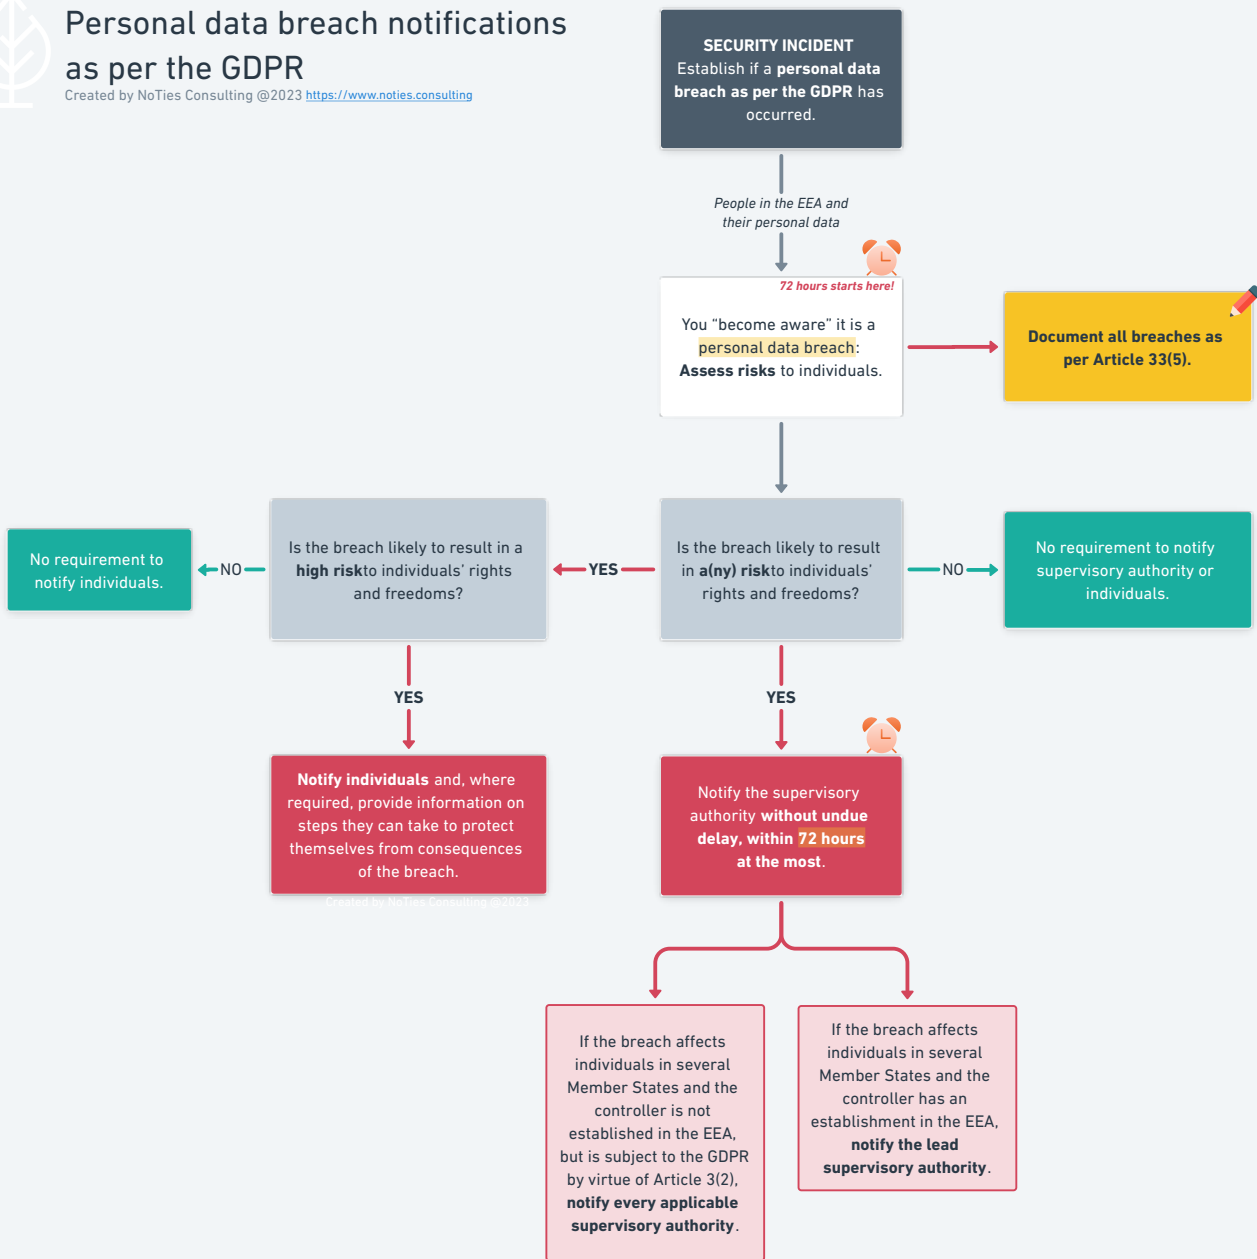 Personal data breach notifications
as per the GDPR
Created by NoTies Consulting @2023 https://www.noties.consulting
SECURITY INCIDENT
Establish if a personal data
breach as per the GDPR has
occurred.
People in the EEA and
their personal data
72 hours starts here!
You “become aware” it is a
personal data breach:
Assess risks to individuals.
Document all breaches as
per Article 33(5).
No requirement to
notify individuals.
NO
Is the breach likely to result in a
high riskto individuals’ rights
and freedoms?
YES
Is the breach likely to result
in a(ny) riskto individuals’
rights and freedoms?
NO
No requirement to notify
supervisory authority or
individuals.
YES
YES
Notify individuals and, where
required, provide information on
steps they can take to protect
themselves from consequences
of the breach.
Created by NoTies Consulting @2023
Notify the supervisory
authority without undue
delay, within 72 hours
at the most.
If the breach affects
individuals in several
Member States and the
controller is not
established in the EEA,
but is subject to the GDPR
by virtue of Article 3(2),
notify every applicable
supervisory authority.
If the breach affects
individuals in several
Member States and the
controller has an
establishment in the EEA,
notify the lead
supervisory authority.